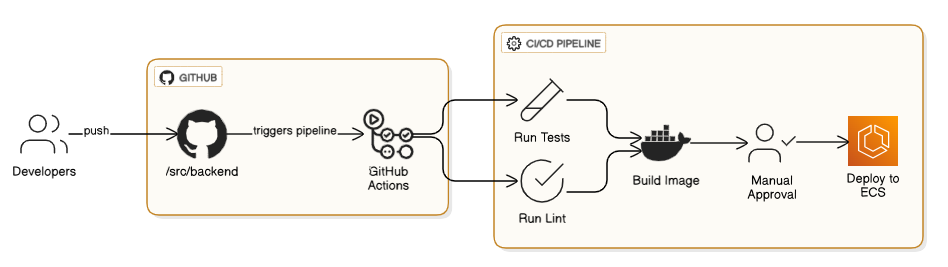 GITHUB
CI/CD PIPELINE
Developers
push
/src/backend
triggers pipeline
GitHub
Actions
Run Tests
Run Lint
Build Image
Manual
Approval
Deploy to
ECS